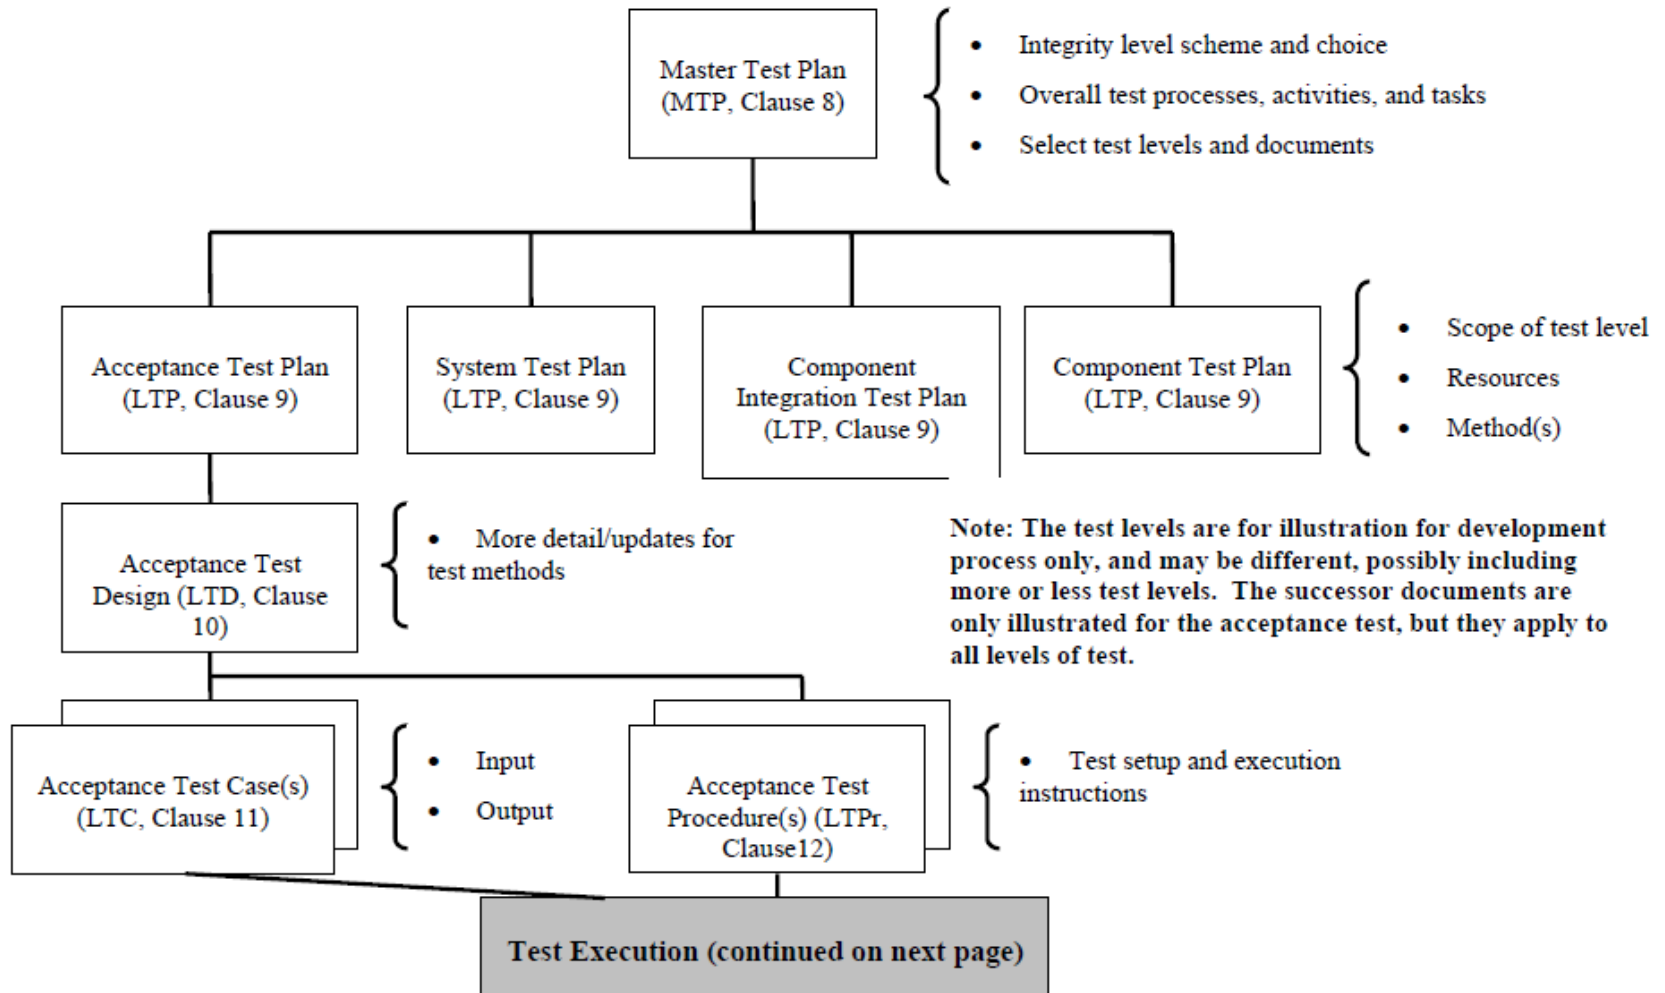 Master Test Plan
(MTP, Clause 8)
• Integrity level scheme and choice
• Overall test processes, activities, and tasks
• Select test levels and documents
Acceptance Test Plan
(LTP, Clause 9)
System Test Plan
(LTP, Clause 9)
Component
Integration Test Plan
(LTP, Clause 9)
Component Test Plan
(LTP, Clause 9)
• Scope of test level
• Resources
• Method(s)
Acceptance Test
Design (LTD, Clause
10)
• More detail/updates for
test methods
Note: The test levels are for illustration for development
process only, and may be different, possibly including
more or less test levels. The successor documents are
only illustrated for the acceptance test, but they apply to
all levels of test.
Acceptance Test Case(s)
(LTC, Clause 11)
• Input
• Output
Acceptance Test
Procedure(s) (LTPr,
Clause12)
• Test setup and execution
instructions
Test Execution (continued on next page)